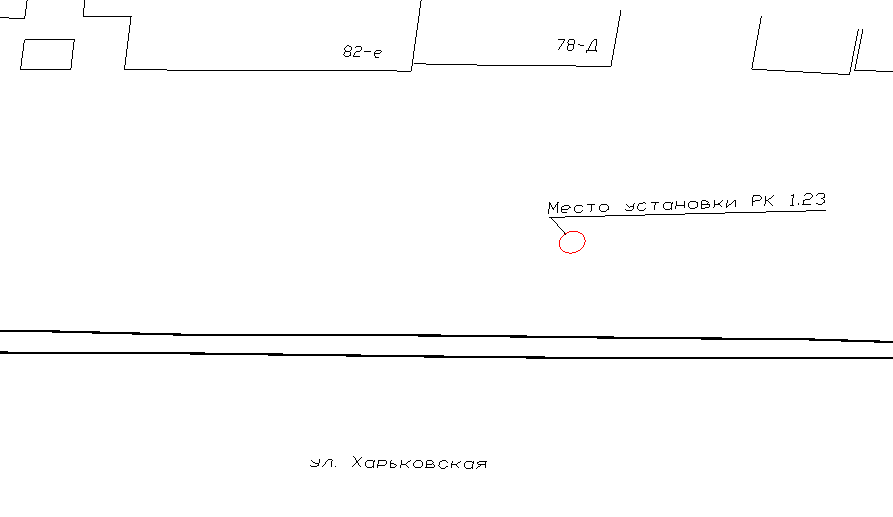 82-е
78-Д
Место установки РК 1.23
ул. Харьковская